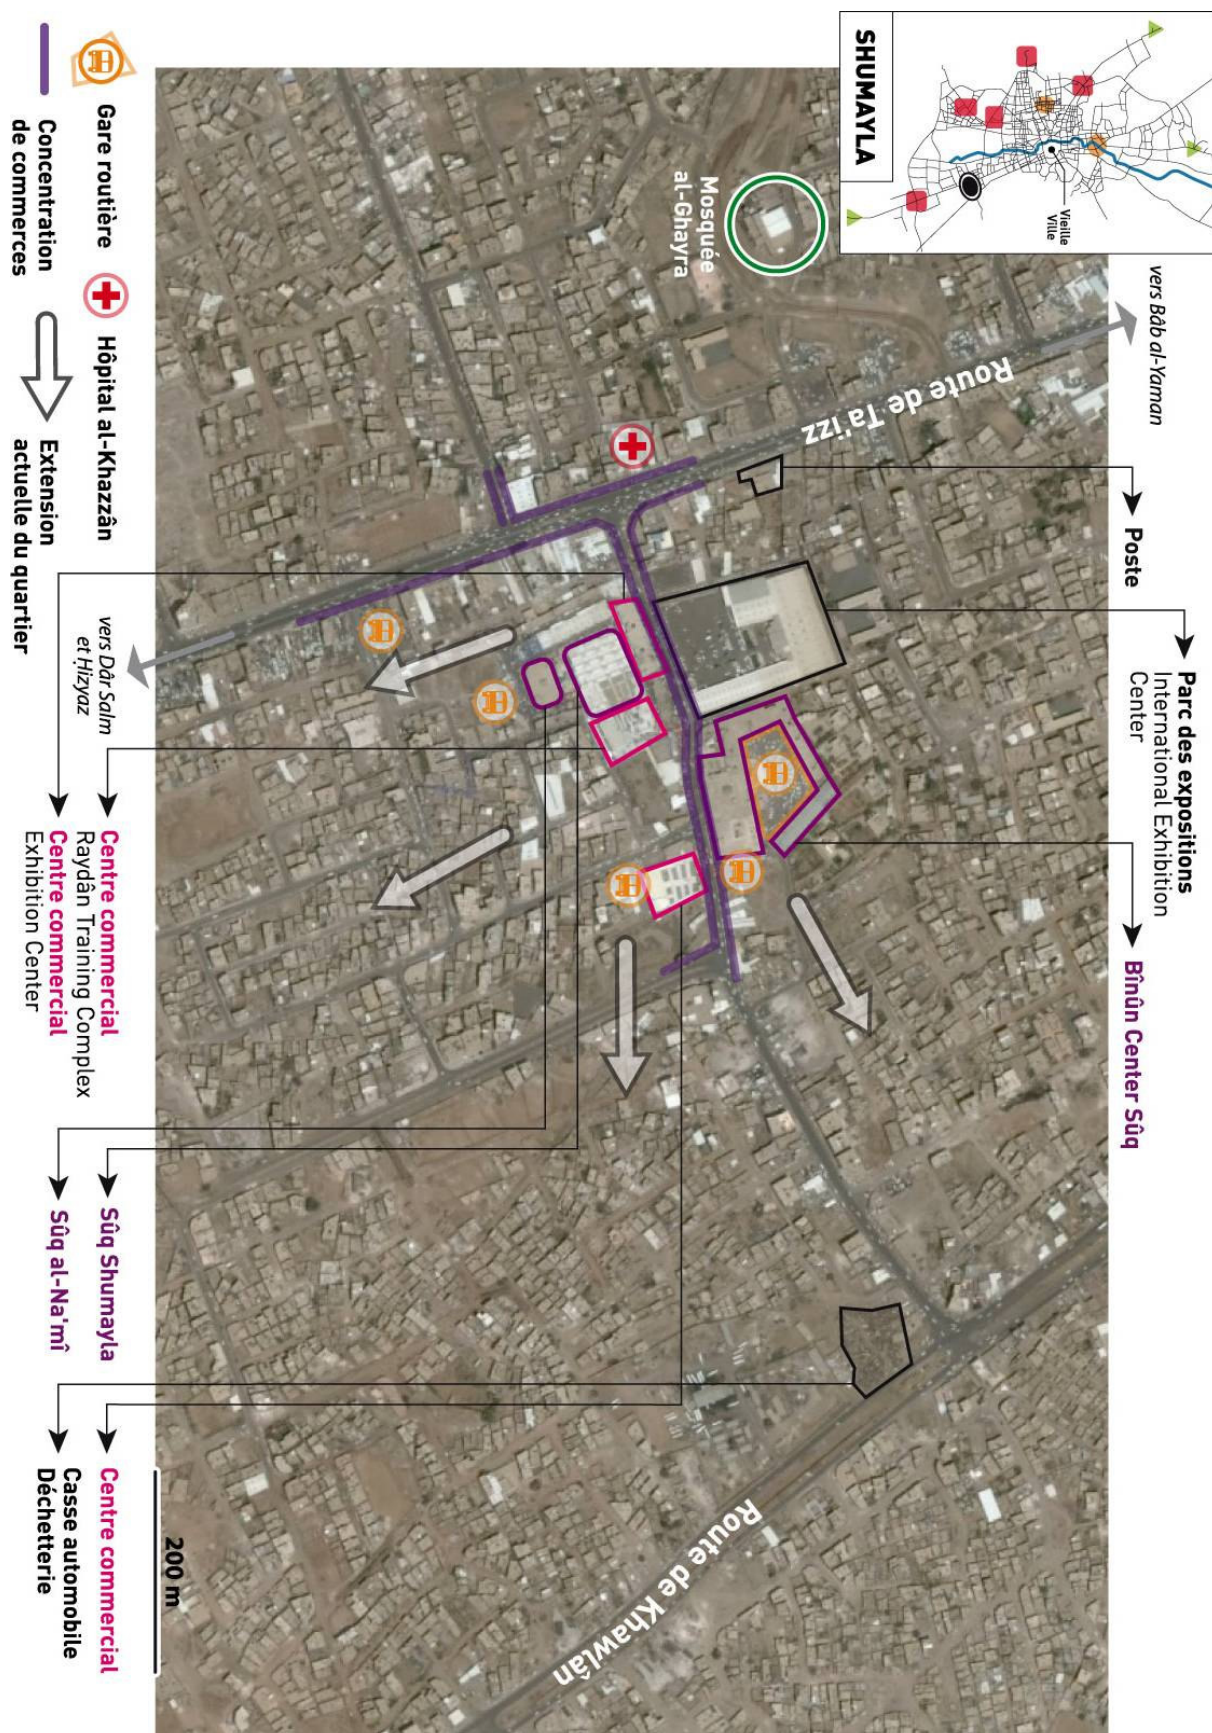 SHUMAYLA
Vieille
Ville
vers Bâb al-Yaman
Poste
Parc des expositions
International Exhibition
Center
Bînûn Center Sûq
Mosquée
al-Ghayra
Route de Ta'izz
Route de Khawlân
vers Dâr Salm
et Ḥizyaz
Centre commercial
Raydân Training Complex
Centre commercial
Exhibition Center
Sûq Shumayla
Sûq al-Na'mî
Centre commercial
Casse automobile
Déchetterie
200 m
Gare routière
Hôpital al-Khazzân
Concentration
de commerces
Extension
actuelle du quartier